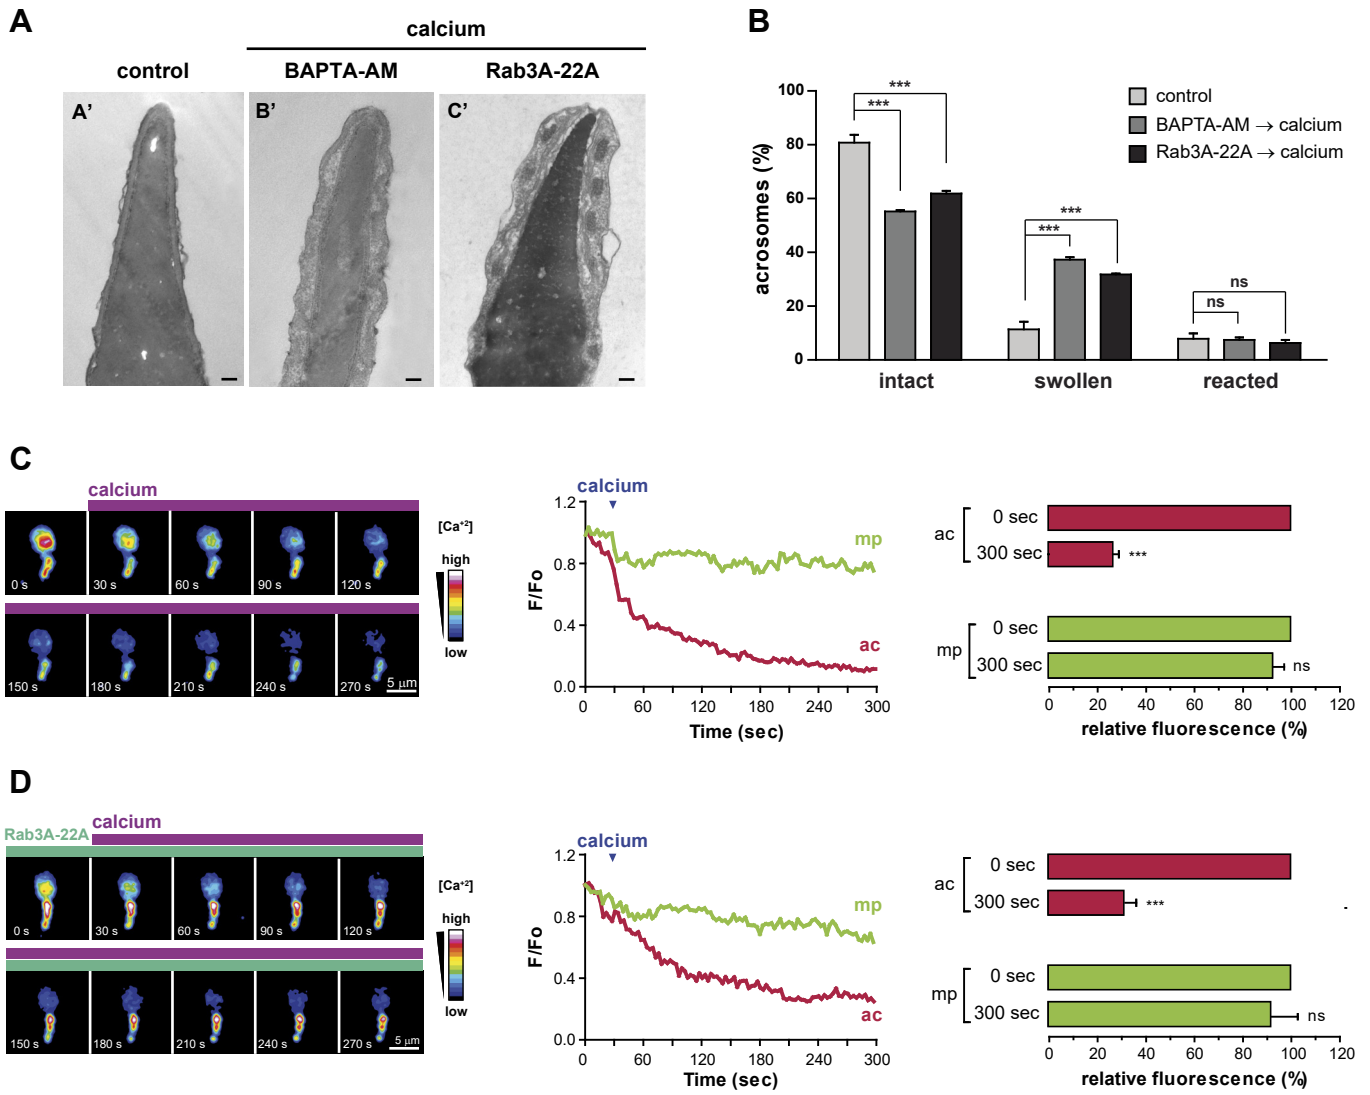 A
calcium
control
BAPTA-AM
Rab3A-22A
A'
B'
C'
B
acrosomes (%)
100
80
60
40
20
0
***
***
***
***
ns
ns
intact
swollen
reacted
control
BAPTA-AM → calcium
Rab3A-22A → calcium
C
calcium
0 s
30 s
60 s
90 s
120 s
150 s
180 s
210 s
240 s
270 s
5 µm
[Ca⁺²]
high
low
calcium
F/Fo
1.2
0.8
0.4
0.0
mp
ac
0
60
120
180
240
300
Time (sec)
ac
0 sec
300 sec
***
mp
0 sec
300 sec
ns
0
20
40
60
80
100
120
relative fluorescence (%)
D
Rab3A-22A
calcium
0 s
30 s
60 s
90 s
120 s
150 s
180 s
210 s
240 s
270 s
5 µm
[Ca⁺²]
high
low
calcium
F/Fo
1.2
0.8
0.4
0.0
mp
ac
0
60
120
180
240
300
Time (sec)
ac
0 sec
300 sec
***
mp
0 sec
300 sec
ns
0
20
40
60
80
100
120
relative fluorescence (%)